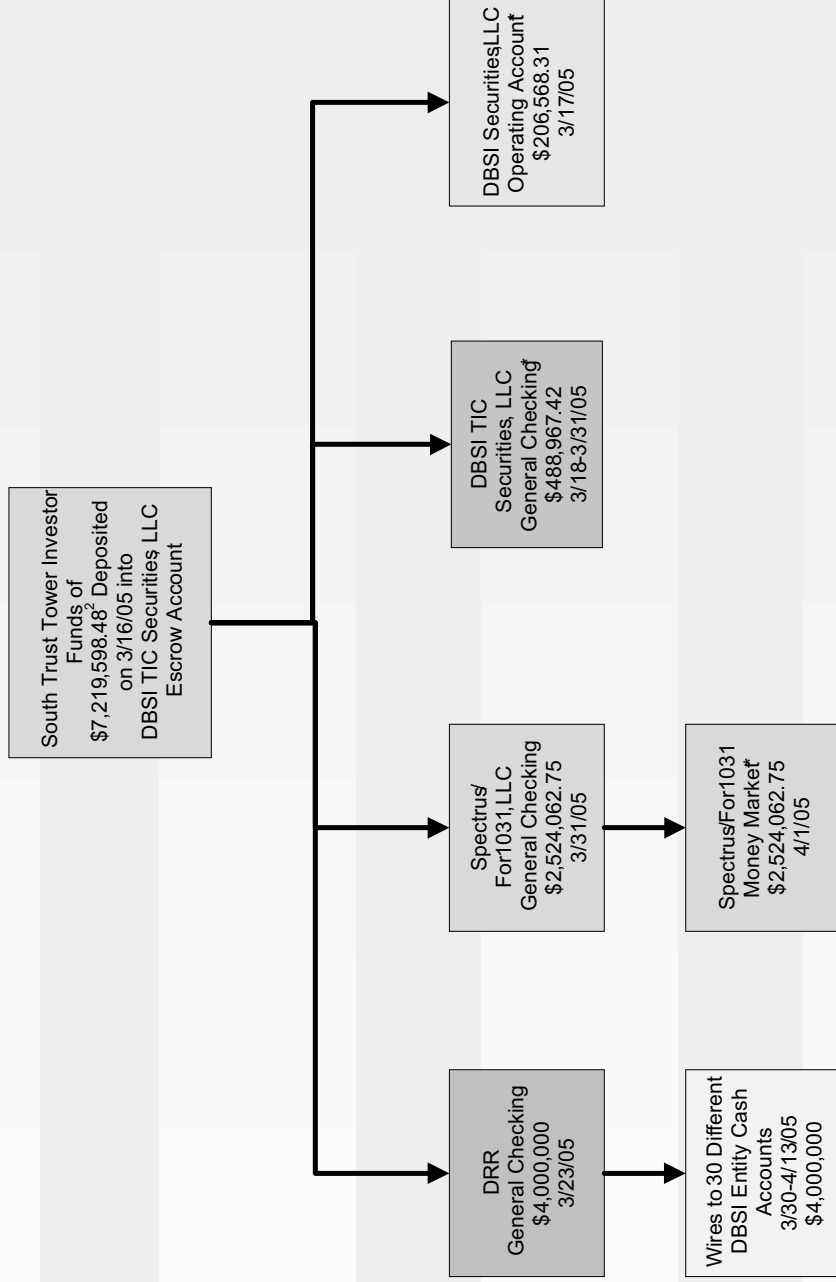 South Trust Tower Investor
Funds of
$7,219,598.48² Deposited
on 3/16/05 into
DBSI TIC Securities, LLC
Escrow Account
DRR
General Checking
$4,000,000
3/23/05
Spectrus/
For1031, LLC
General Checking
$2,524,062.75
3/31/05
DBSI TIC
Securities, LLC
General Checking*
$488,967.42
3/18-3/31/05
DBSI Securities LLC
Operating Account*
$206,568.31
3/17/05
Wires to 30 Different
DBSI Entity Cash
Accounts
3/30-4/13/05
$4,000,000
Spectrus/For1031
Money Market*
$2,524,062.75
4/1/05